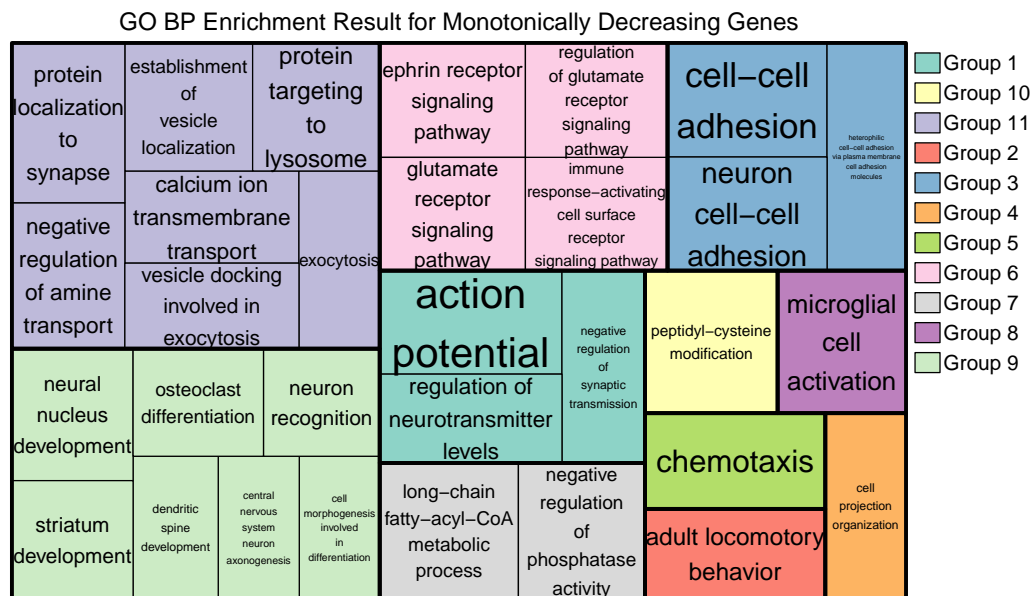 GO BP Enrichment Result for Monotonically Decreasing Genes
protein
localization
to
synapse
establishment
of
vesicle
localization
protein
targeting
to
lysosome
negative
regulation
of amine
transport
calcium ion
transmembrane
transport
exocytosis
vesicle docking
involved in
exocytosis
ephrin receptor
signaling
pathway
regulation
of glutamate
receptor
signaling
pathway
glutamate
receptor
signaling
pathway
immune
response−activating
cell surface
receptor
signaling pathway
cell−cell
adhesion
neuron
cell−cell
adhesion
heterophilic
cell−cell adhesion
via plasma membrane
cell adhesion
molecules
neural
nucleus
development
osteoclast
differentiation
neuron
recognition
striatum
development
dendritic
spine
development
central
nervous
system
neuron
axonogenesis
cell
morphogenesis
involved
in
differentiation
action
potential
regulation of
neurotransmitter
levels
negative
regulation
of
synaptic
transmission
long−chain
fatty−acyl−CoA
metabolic
process
negative
regulation
of
phosphatase
activity
peptidyl−cysteine
modification
microglial
cell
activation
chemotaxis
adult locomotory
behavior
cell
projection
organization
Group 1
Group 10
Group 11
Group 2
Group 3
Group 4
Group 5
Group 6
Group 7
Group 8
Group 9